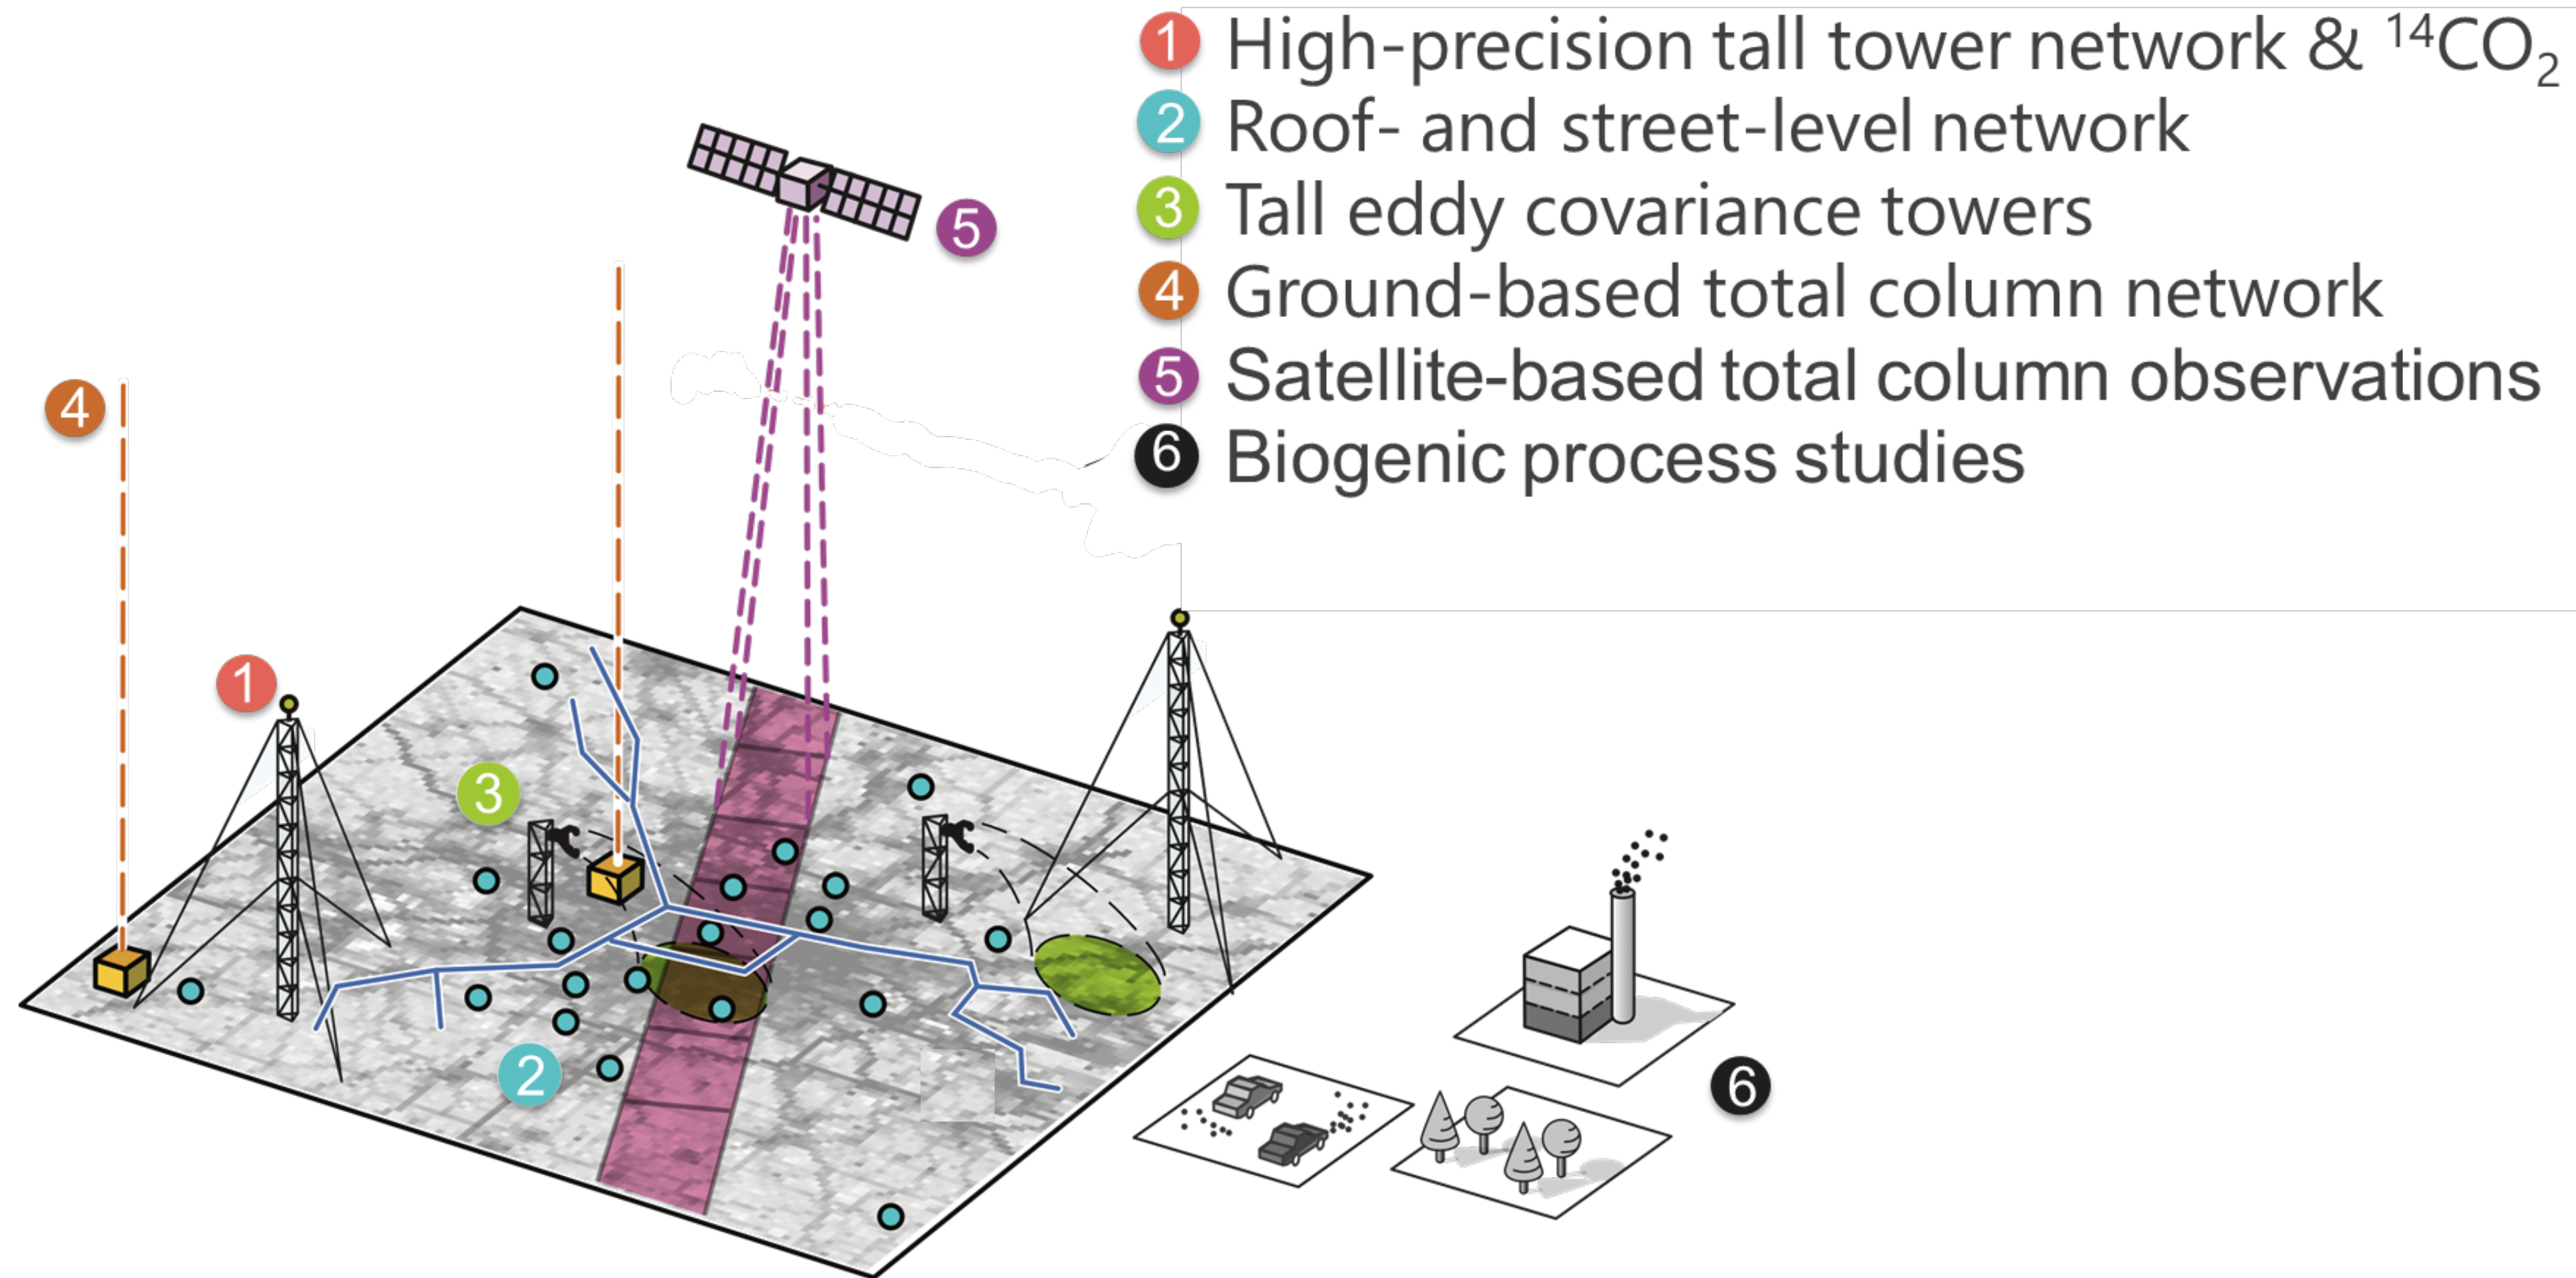 1 High-precision tall tower network & ¹⁴CO₂
2 Roof- and street-level network
3 Tall eddy covariance towers
4 Ground-based total column network
5 Satellite-based total column observations
6 Biogenic process studies
5
4
1
3
2
6